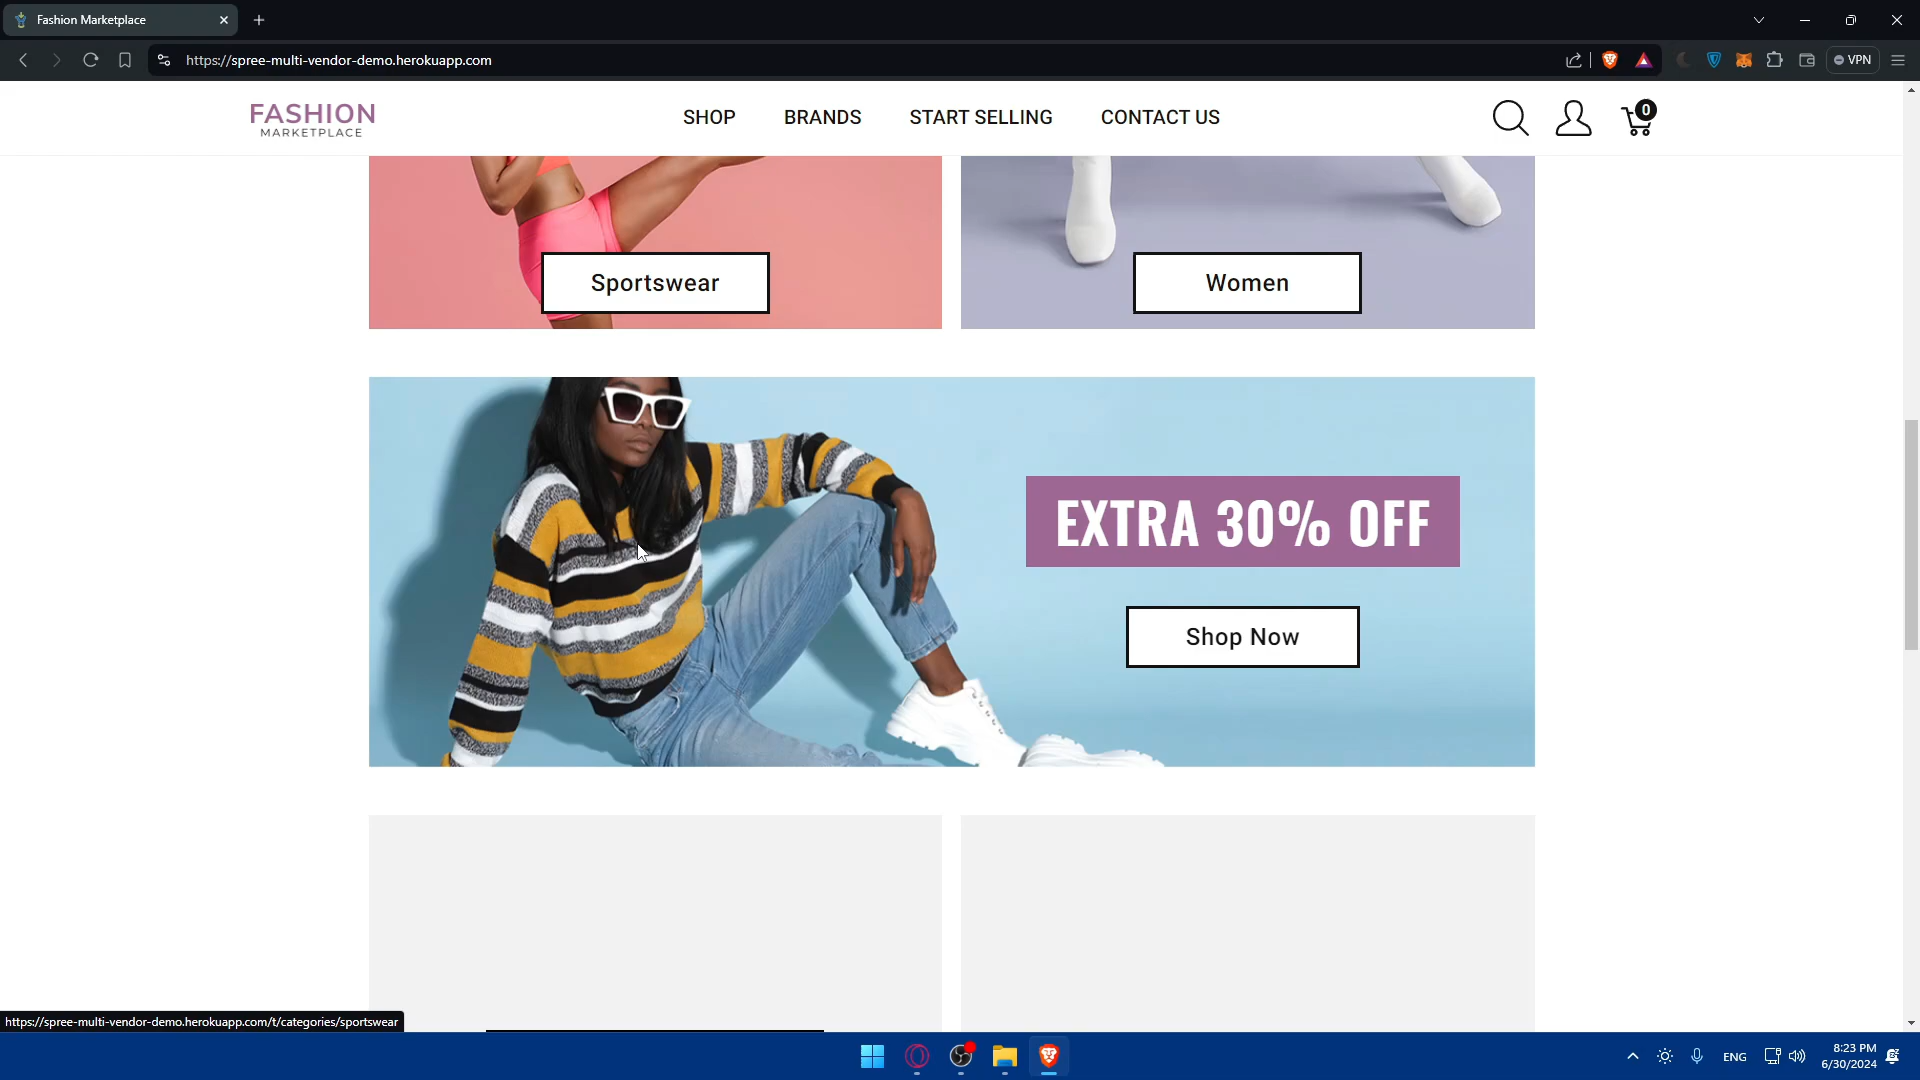 Fashion Marketplace
https://spree-multi-vendor-demo.herokuapp.com
VPN
FASHION
MARKETPLACE
SHOP
BRANDS
START SELLING
CONTACT US
0
Sportswear
Women
EXTRA 30% OFF
Shop Now
https://spree-multi-vendor-demo.herokuapp.com/t/categories/sportswear
ENG
8:23 PM
6/30/2024